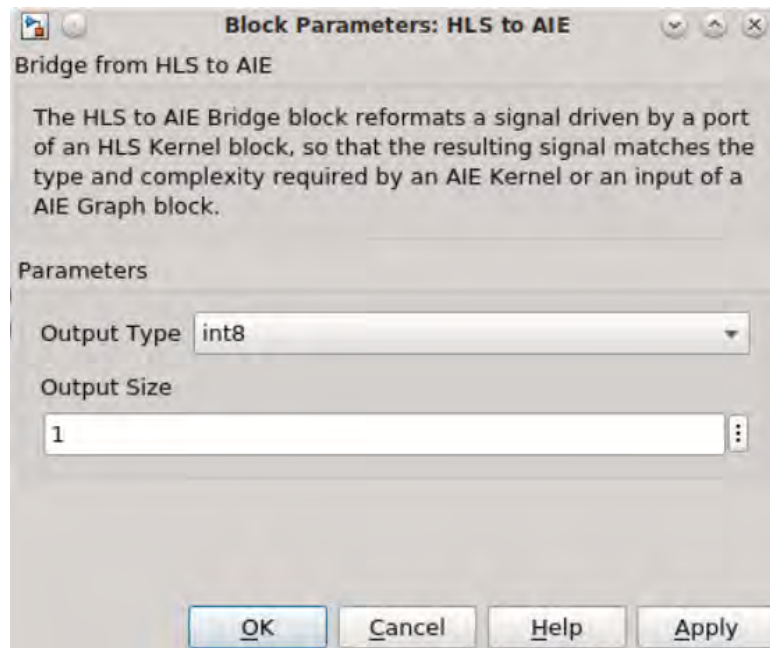 Block Parameters: HLS to AIE
Bridge from HLS to AIE
The HLS to AIE Bridge block reformats a signal driven by a port
of an HLS Kernel block, so that the resulting signal matches the
type and complexity required by an AIE Kernel or an input of a
AIE Graph block.
Parameters
Output Type int8
Output Size
1
OK Cancel Help Apply